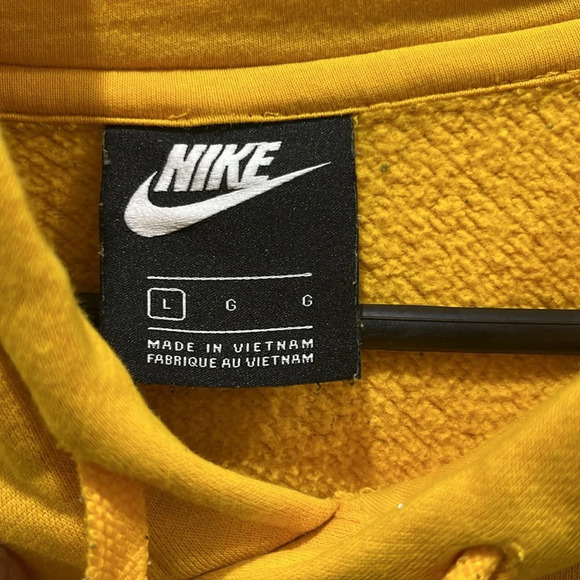 NIKE
L G G
MADE IN VIETNAM
FABRIQUE AU VIETNAM